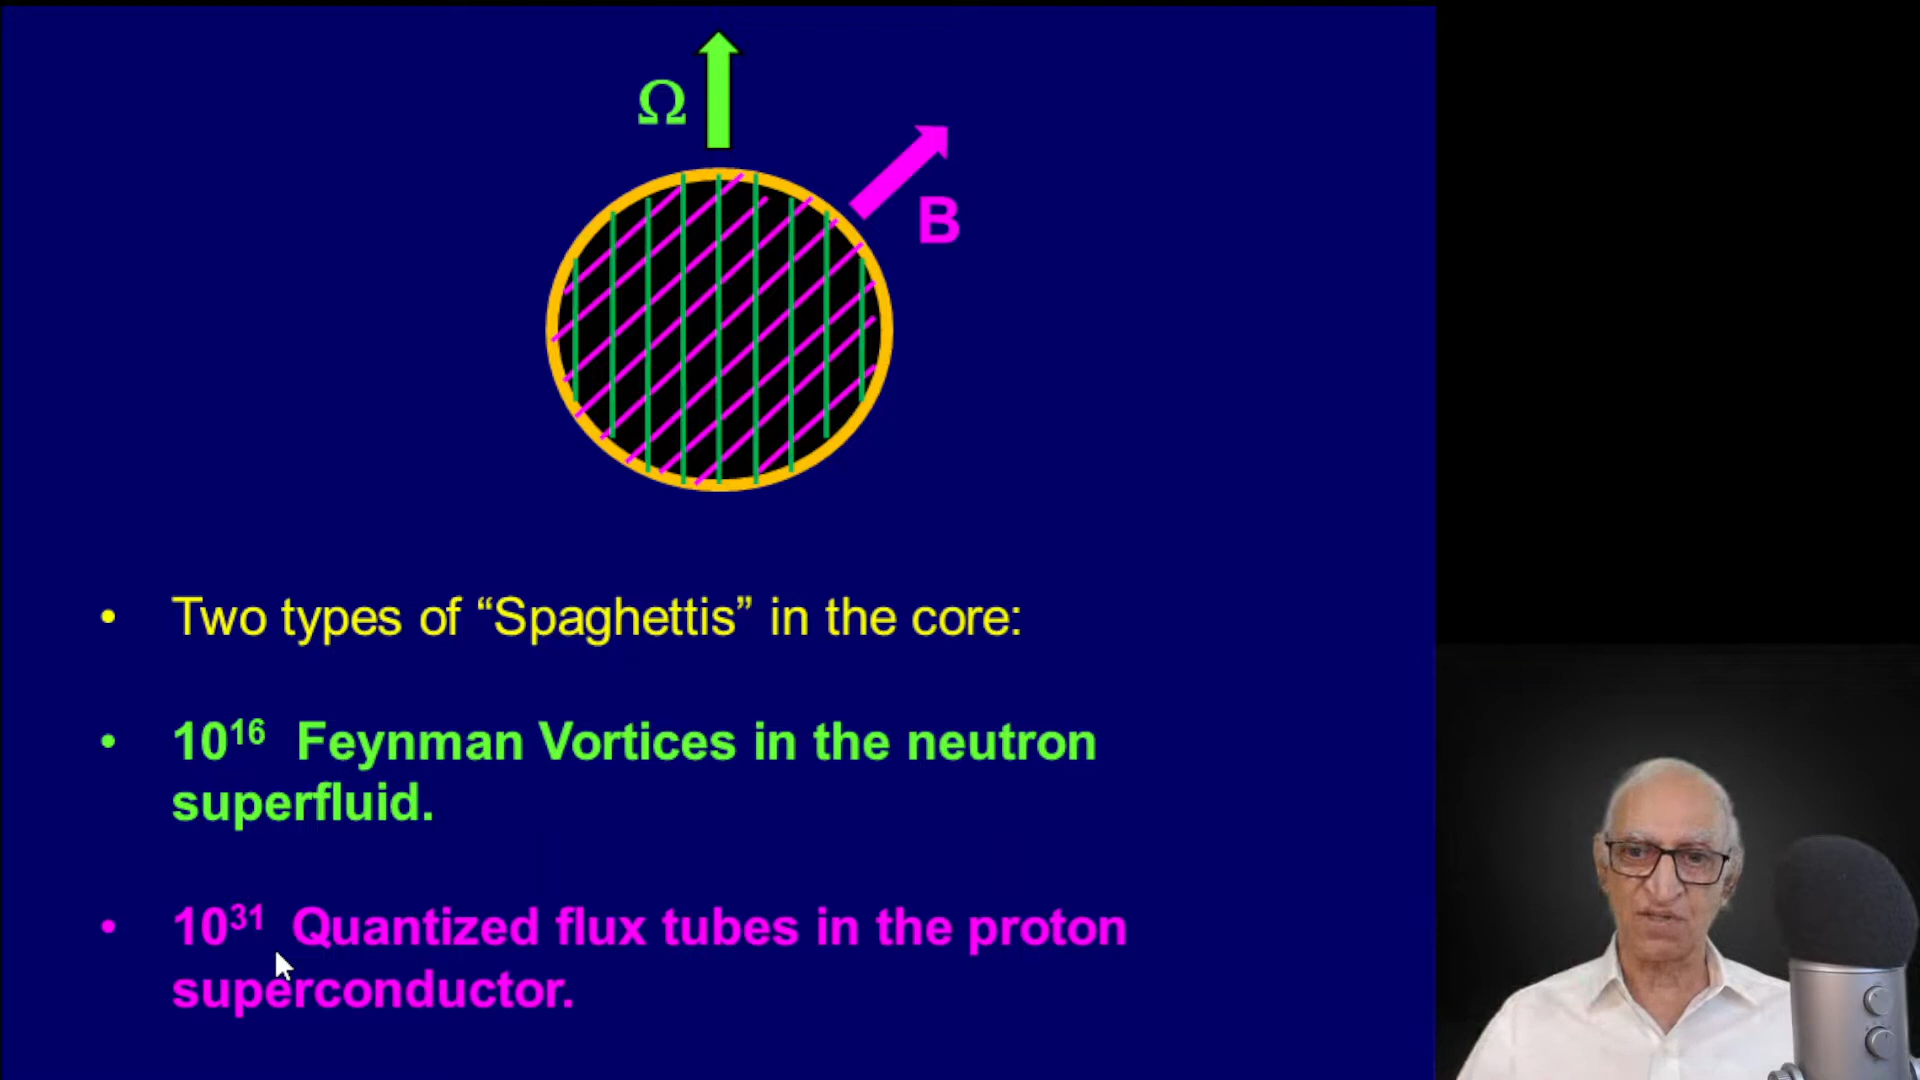 Ω
B
• Two types of “Spaghettis” in the core:
• 10¹⁶ Feynman Vortices in the neutron
superfluid.
• 10³¹ Quantized flux tubes in the proton
superconductor.